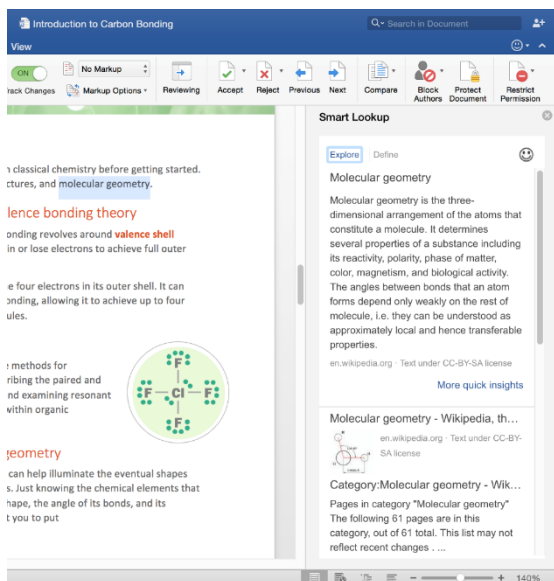 Introduction to Carbon Bonding
Search in Document
View
ON
No Markup
Track Changes
Markup Options
Reviewing
Accept
Reject
Previous
Next
Compare
Block Authors
Protect Document
Restrict Permission
n classical chemistry before getting started.
ctures, and molecular geometry.
lence bonding theory
onding revolves around valence shell
in or lose electrons to achieve full outer
e four electrons in its outer shell. It can
onding, allowing it to achieve up to four
ules.
e methods for
ribing the paired and
nd examining resonant
within organic
F
F Cl F
F
geometry
can help illuminate the eventual shapes
s. Just knowing the chemical elements that
hape, the angle of its bonds, and its
t you to put
Smart Lookup
Explore Define
Molecular geometry
Molecular geometry is the three-
dimensional arrangement of the atoms that
constitute a molecule. It determines
several properties of a substance including
its reactivity, polarity, phase of matter,
color, magnetism, and biological activity.
The angles between bonds that an atom
forms depend only weakly on the rest of
molecule, i.e. they can be understood as
approximately local and hence transferable
properties.
en.wikipedia.org · Text under CC-BY-SA license
More quick insights
Molecular geometry - Wikipedia, th…
en.wikipedia.org · Text under CC-BY-
SA license
Category:Molecular geometry - Wik…
Pages in category "Molecular geometry"
The following 61 pages are in this
category, out of 61 total. This list may not
reflect recent changes . ...
140%